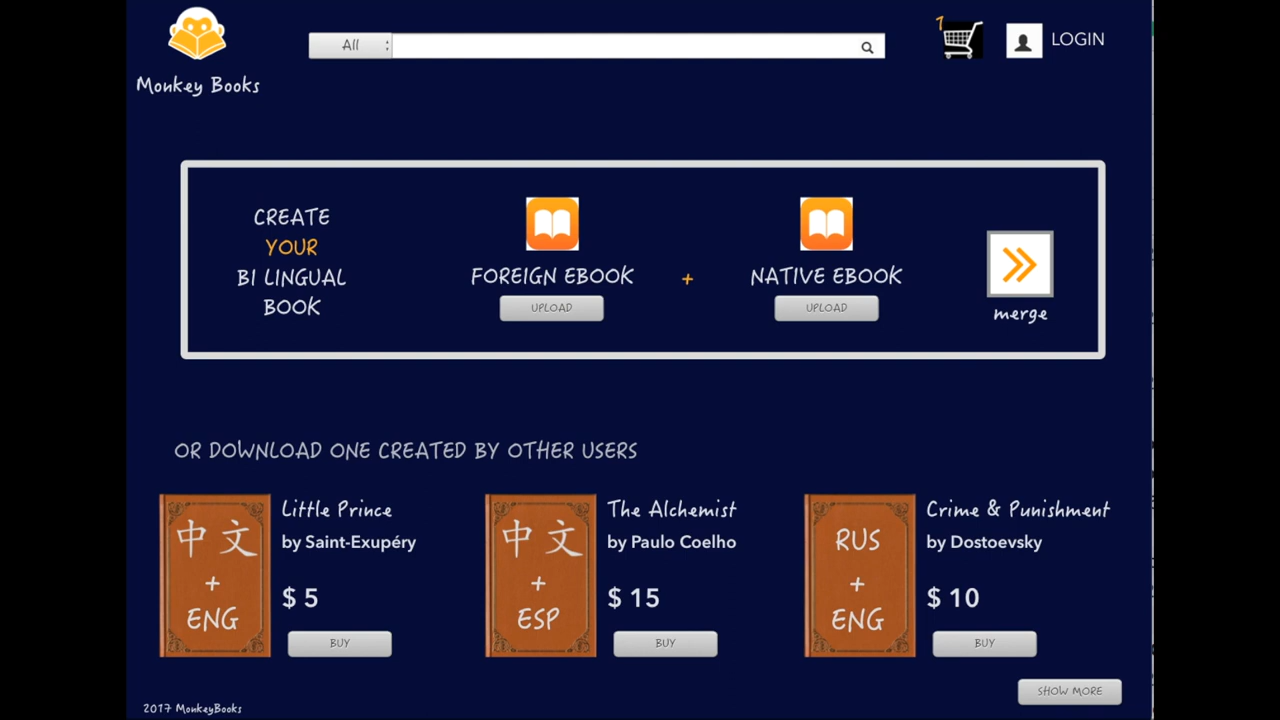 Monkey Books
All :
1
LOGIN
CREATE
YOUR
BI LINGUAL
BOOK
FOREIGN EBOOK
UPLOAD
+
NATIVE EBOOK
UPLOAD
merge
OR DOWNLOAD ONE CREATED BY OTHER USERS
中文
+
ENG
Little Prince
by Saint-Exupéry
$ 5
BUY
中文
+
ESP
The Alchemist
by Paulo Coelho
$ 15
BUY
RUS
+
ENG
Crime & Punishment
by Dostoevsky
$ 10
BUY
SHOW MORE
2017 MonkeyBooks